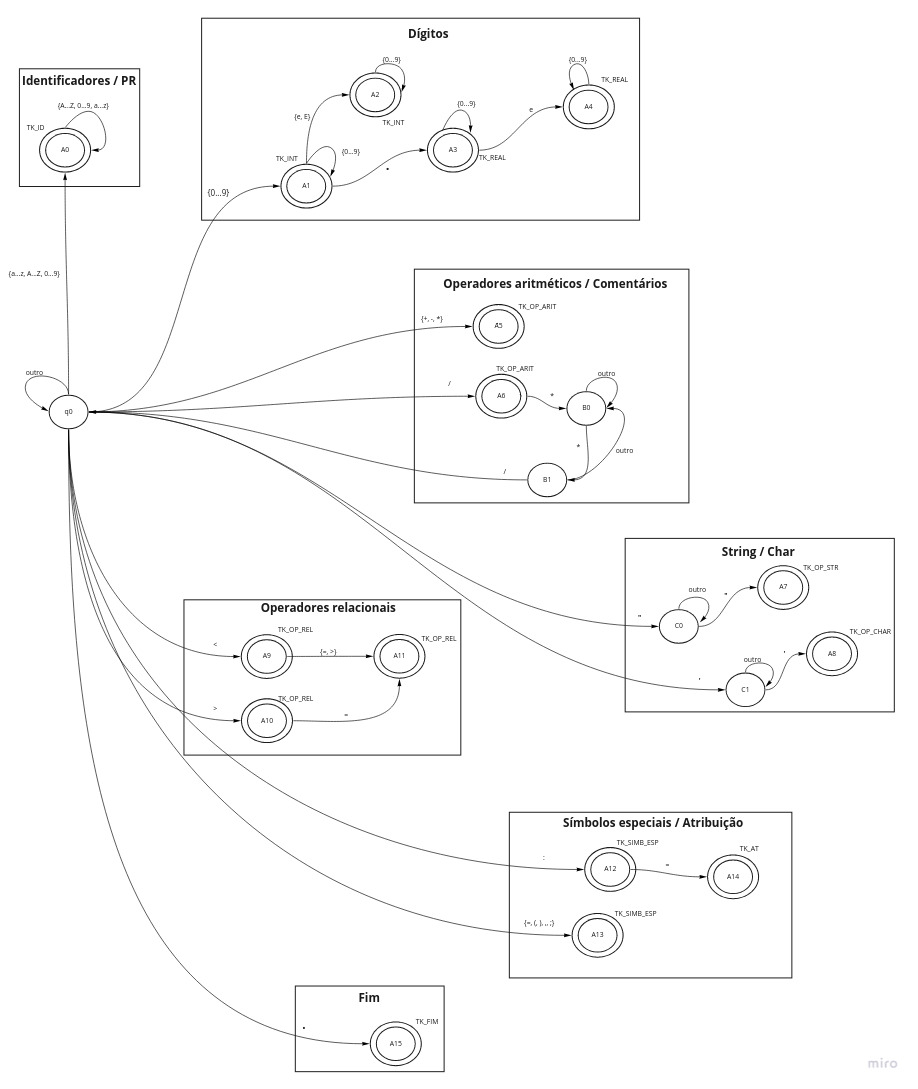 Dígitos
{0...9}
{0...9}
TK_REAL
A2
A4
{e, E}
TK_INT
{0...9}
e
A3
TK_REAL
TK_INT
{0...9}
A1
.
{0...9}
Identificadores / PR
{A...Z, 0...9, a...z}
TK_ID
A0
{a...z, A...Z, 0...9}
outro
q0
Operadores aritméticos / Comentários
TK_OP_ARIT
{+, -, *}
A5
TK_OP_ARIT
/
A6
*
outro
B0
*
outro
/
B1
String / Char
TK_OP_STR
outro
"
A7
"
C0
TK_OP_CHAR
outro
'
A8
'
C1
Operadores relacionais
TK_OP_REL
TK_OP_REL
<
A9
{=, >}
A11
TK_OP_REL
>
A10
=
Símbolos especiais / Atribuição
TK_SIMB_ESP
TK_AT
:
A12
=
A14
TK_SIMB_ESP
{=, (, ), ,, ;}
A13
Fim
TK_FIM
.
A15
miro